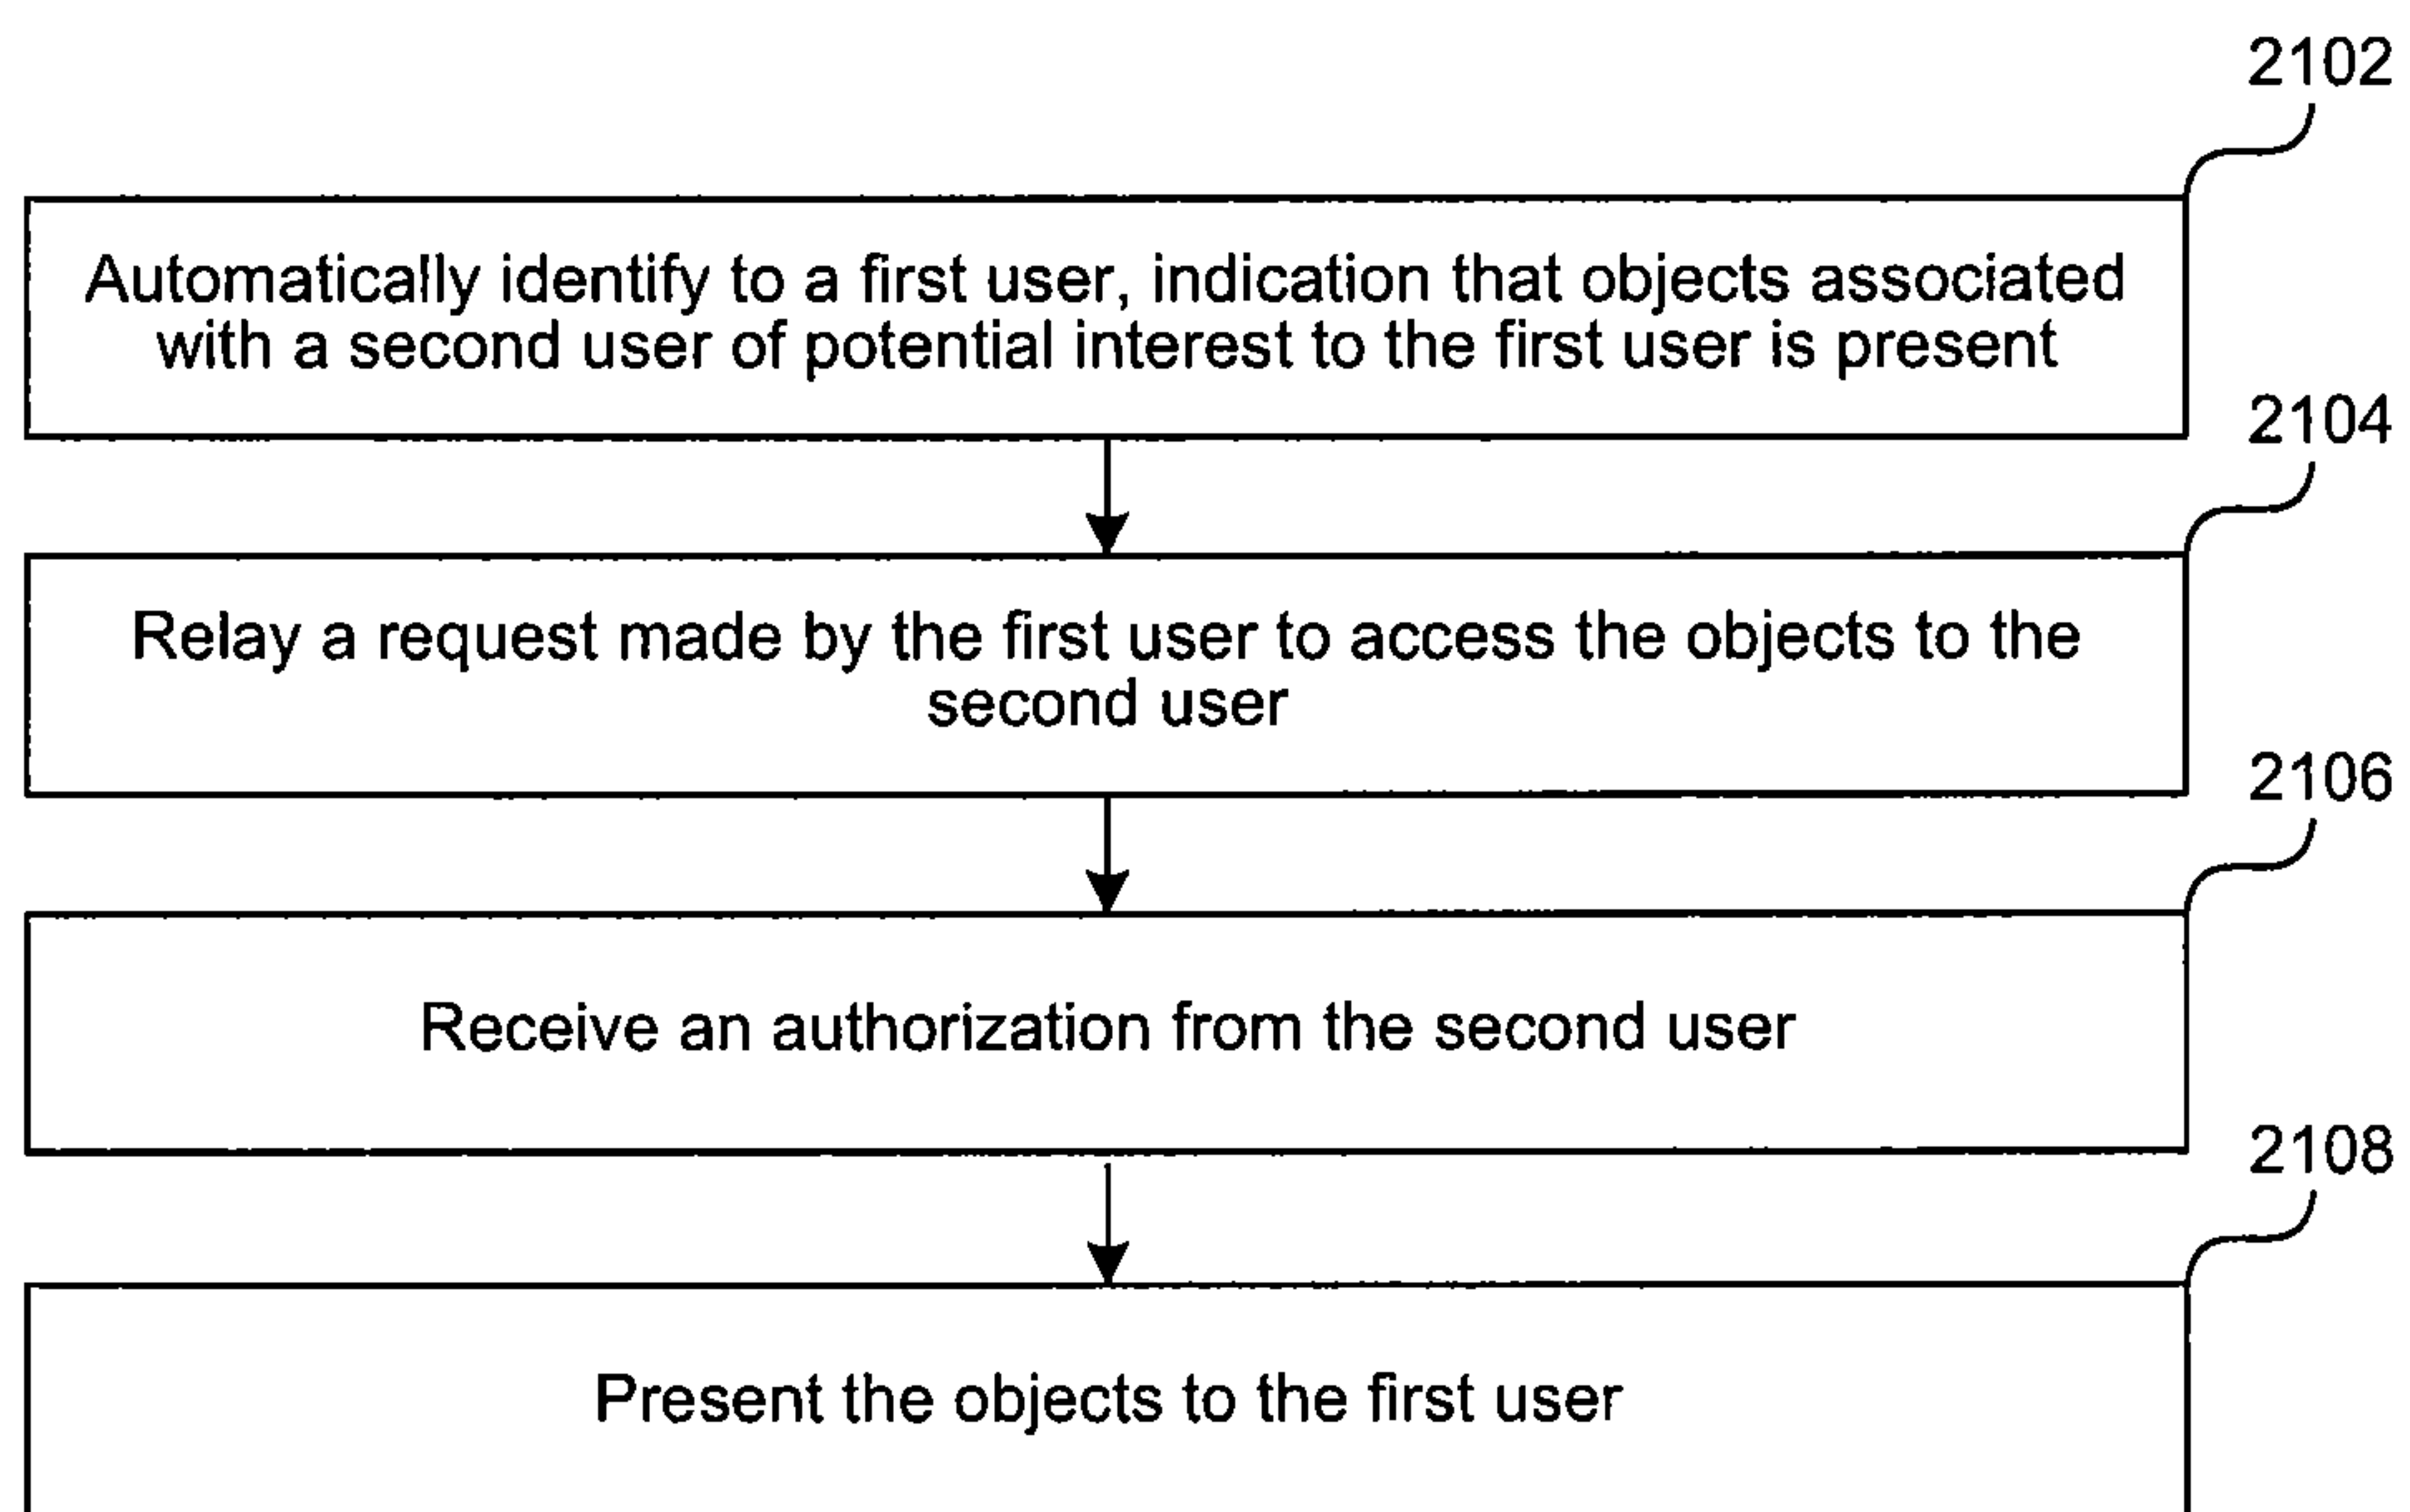 2102
Automatically identify to a first user, indication that objects associated
with a second user of potential interest to the first user is present
2104
Relay a request made by the first user to access the objects to the
second user
2106
Receive an authorization from the second user
2108
Present the objects to the first user